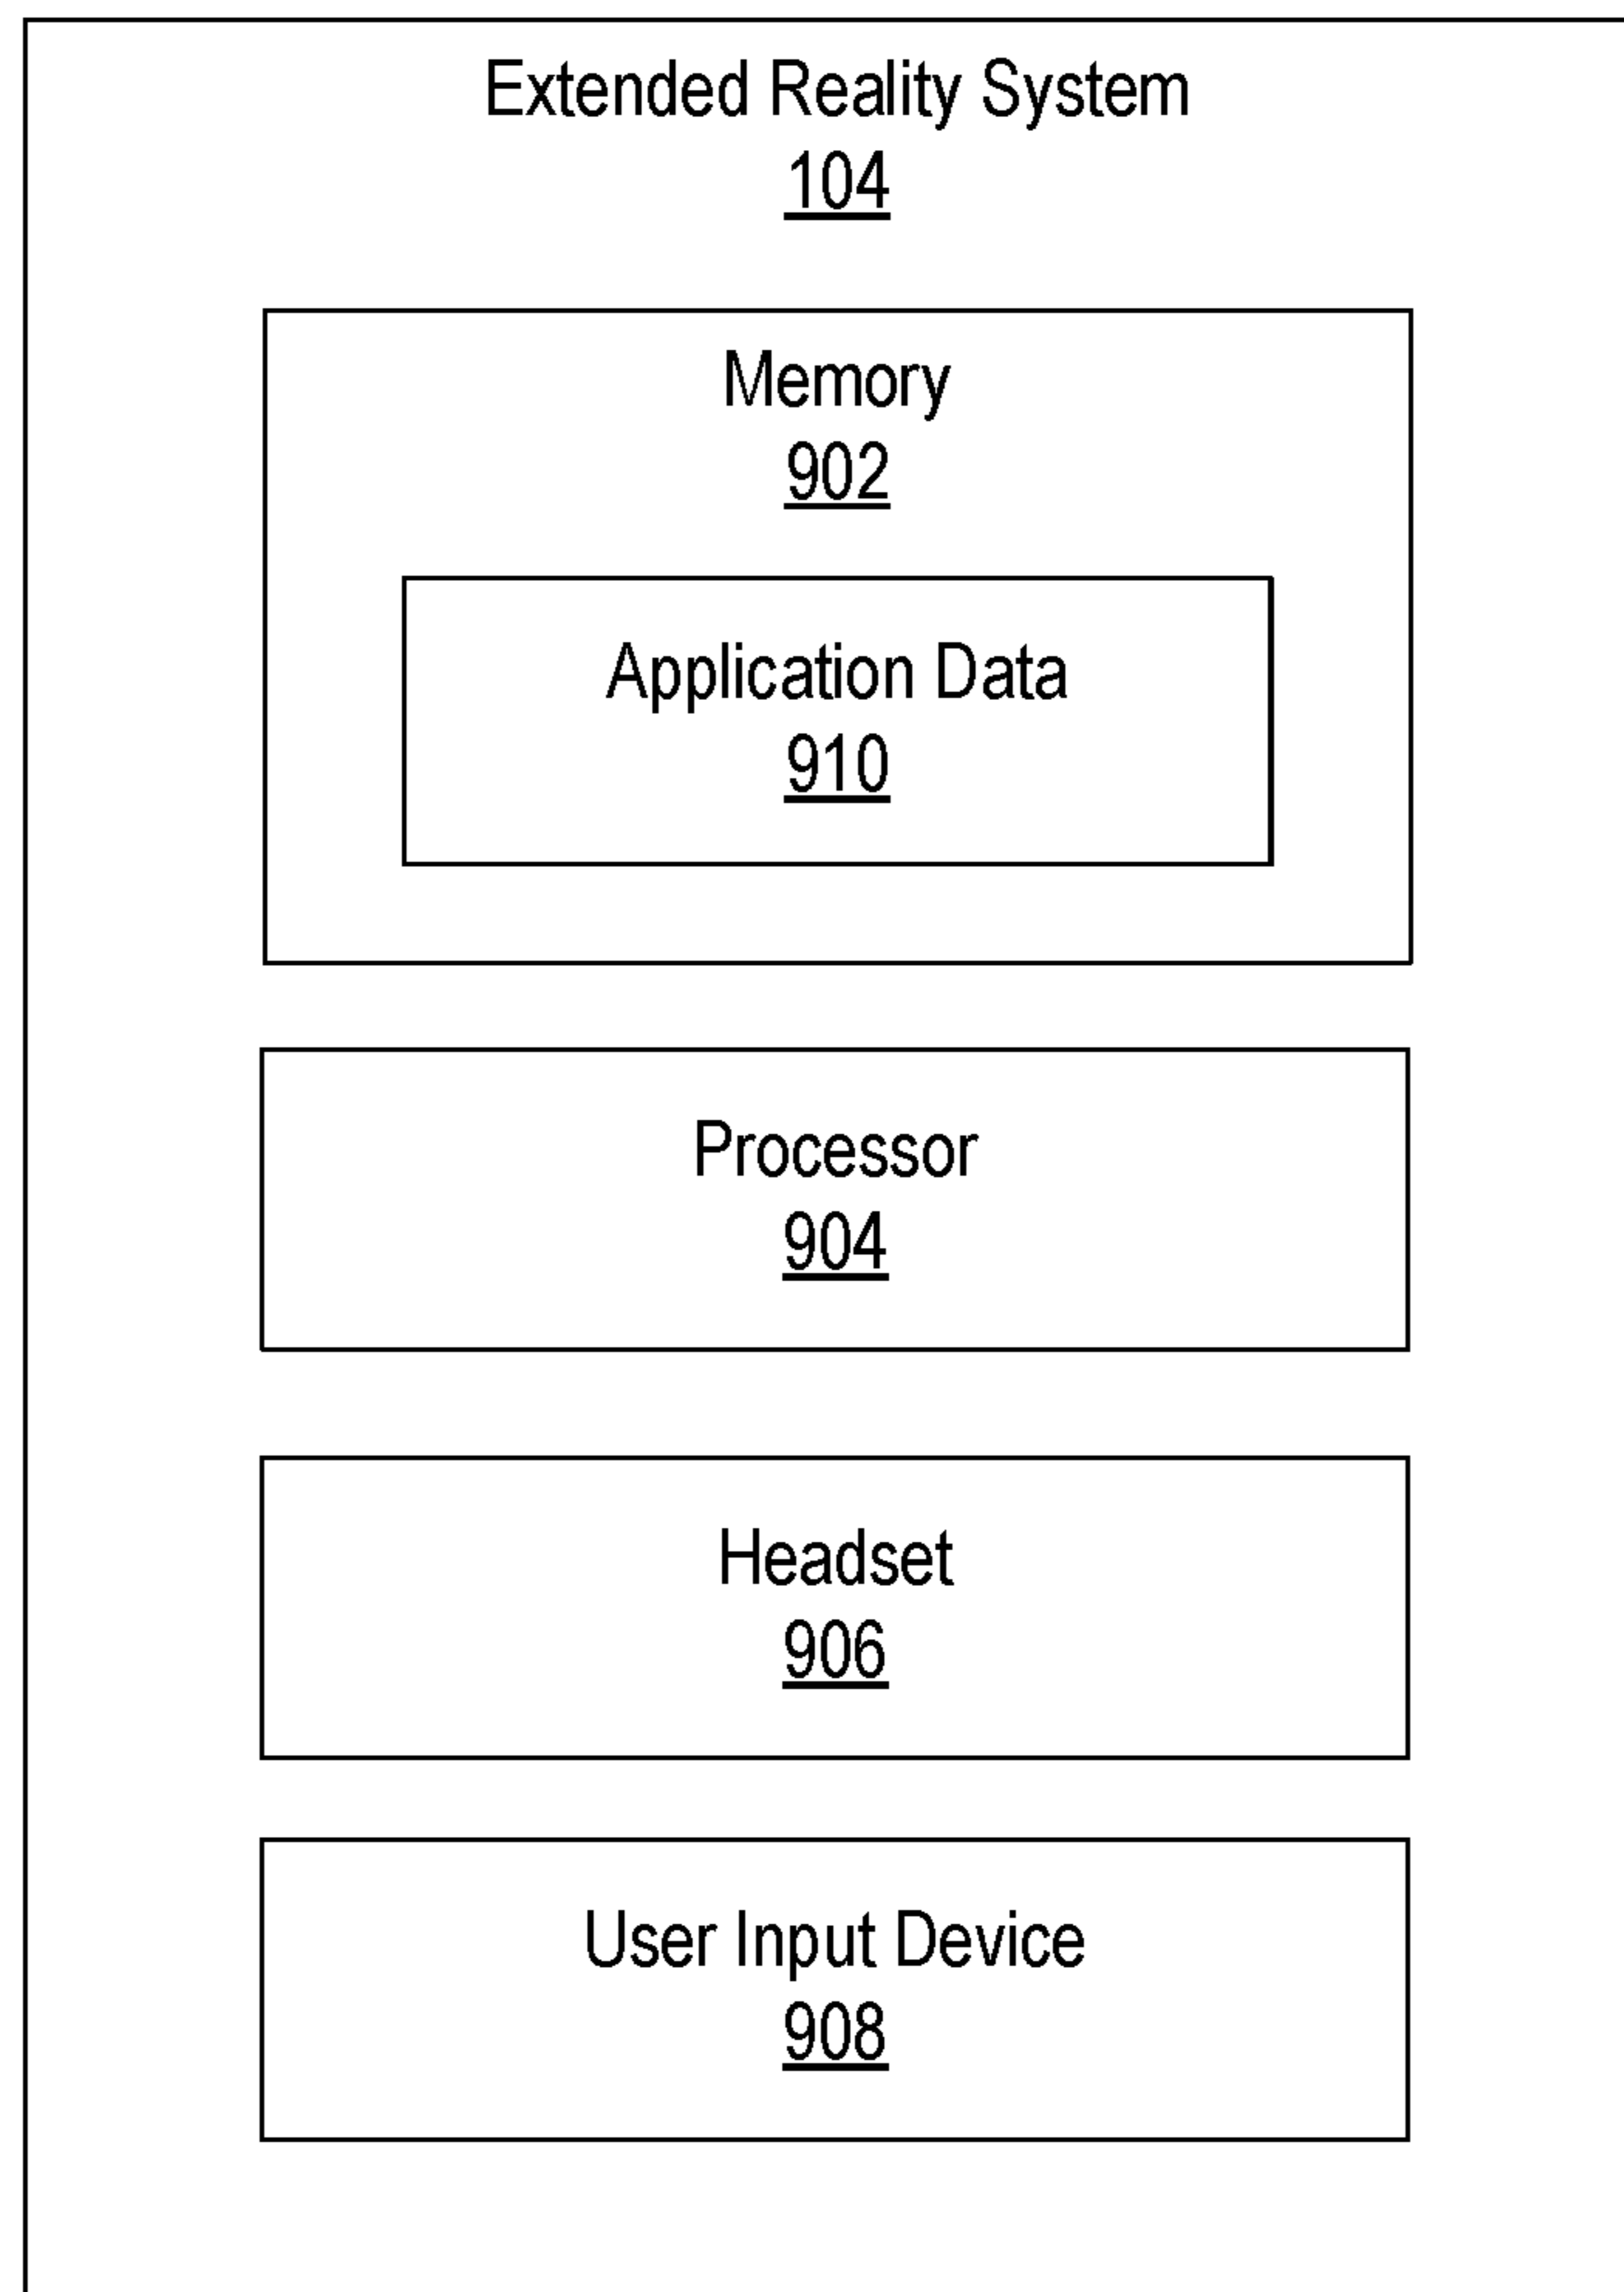 Extended Reality System
104
Memory
902
Application Data
910
Processor
904
Headset
906
User Input Device
908